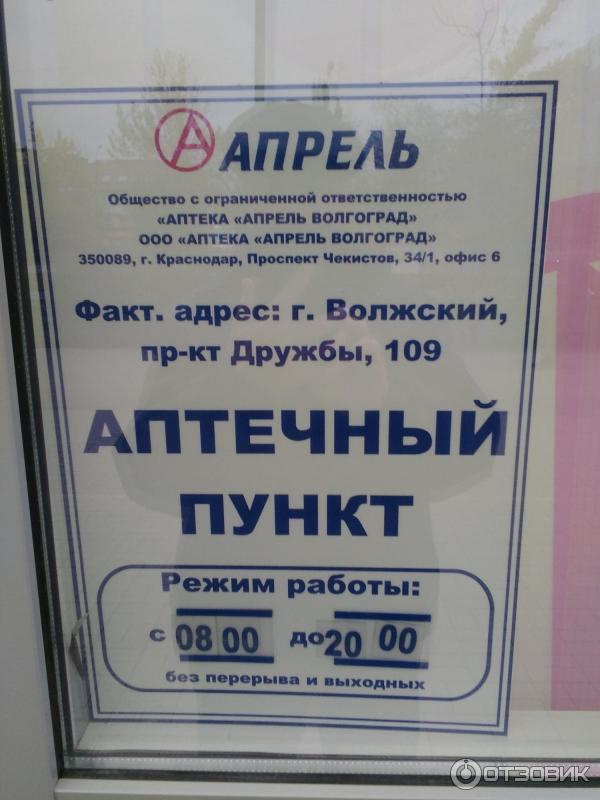 АПРЕЛЬ
Общество с ограниченной ответственностью
«АПТЕКА «АПРЕЛЬ ВОЛГОГРАД»
ООО «АПТЕКА «АПРЕЛЬ ВОЛГОГРАД»
350089, г. Краснодар, Проспект Чекистов, 34/1, офис 6
Факт. адрес: г. Волжский,
пр-кт Дружбы, 109
АПТЕЧНЫЙ
ПУНКТ
Режим работы:
с 08 00 до 20 00
без перерыва и выходных
ОТЗОВИК